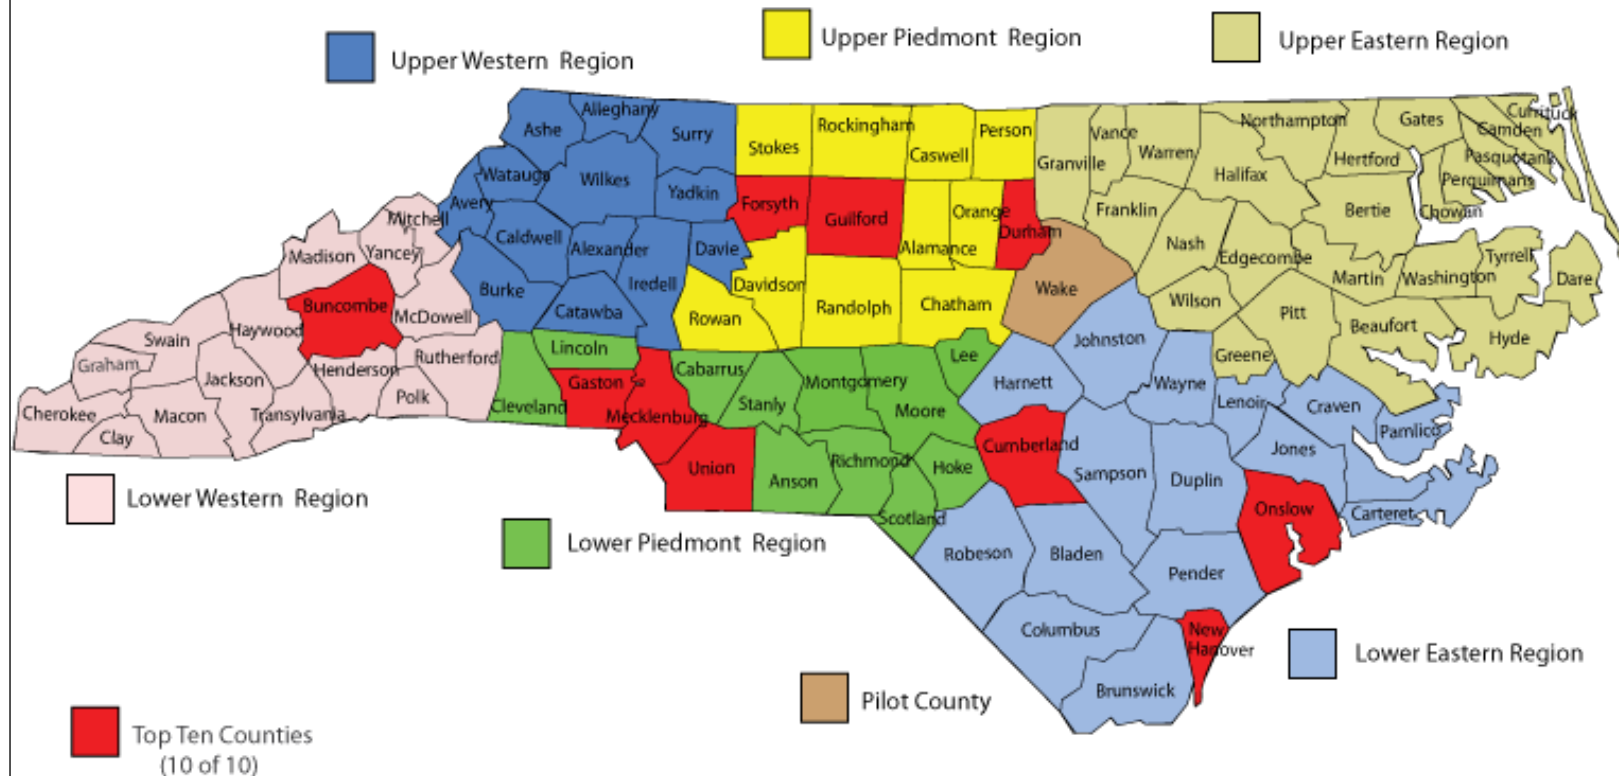 Upper Western Region
Upper Piedmont Region
Upper Eastern Region
Ashe
Alleghany
Surry
Stokes
Rockingham
Caswell
Person
Granville
Vance
Warren
Northampton
Halifax
Gates
Hertford
Currituck
Camden
Pasquotank
Perquimans
Chowan
Bertie
Watauga
Wilkes
Yadkin
Forsyth
Guilford
Alamance
Orange
Durham
Franklin
Nash
Edgecombe
Martin
Washington
Tyrrell
Dare
Mitchell
Avery
Caldwell
Alexander
Iredell
Davie
Davidson
Randolph
Chatham
Wake
Wilson
Pitt
Beaufort
Hyde
Madison
Yancey
Buncombe
McDowell
Burke
Catawba
Rowan
Johnston
Greene
Swain
Haywood
Graham
Jackson
Henderson
Rutherford
Polk
Cleveland
Lincoln
Gaston
Mecklenburg
Cabarrus
Stanly
Montgomery
Moore
Lee
Harnett
Wayne
Lenoir
Craven
Pamlico
Cherokee
Clay
Macon
Transylvania
Union
Anson
Richmond
Hoke
Scotland
Cumberland
Sampson
Duplin
Jones
Onslow
Carteret
Robeson
Bladen
Pender
Columbus
Brunswick
New
Hanover
Lower Western Region
Lower Piedmont Region
Lower Eastern Region
Pilot County
Top Ten Counties
(10 of 10)